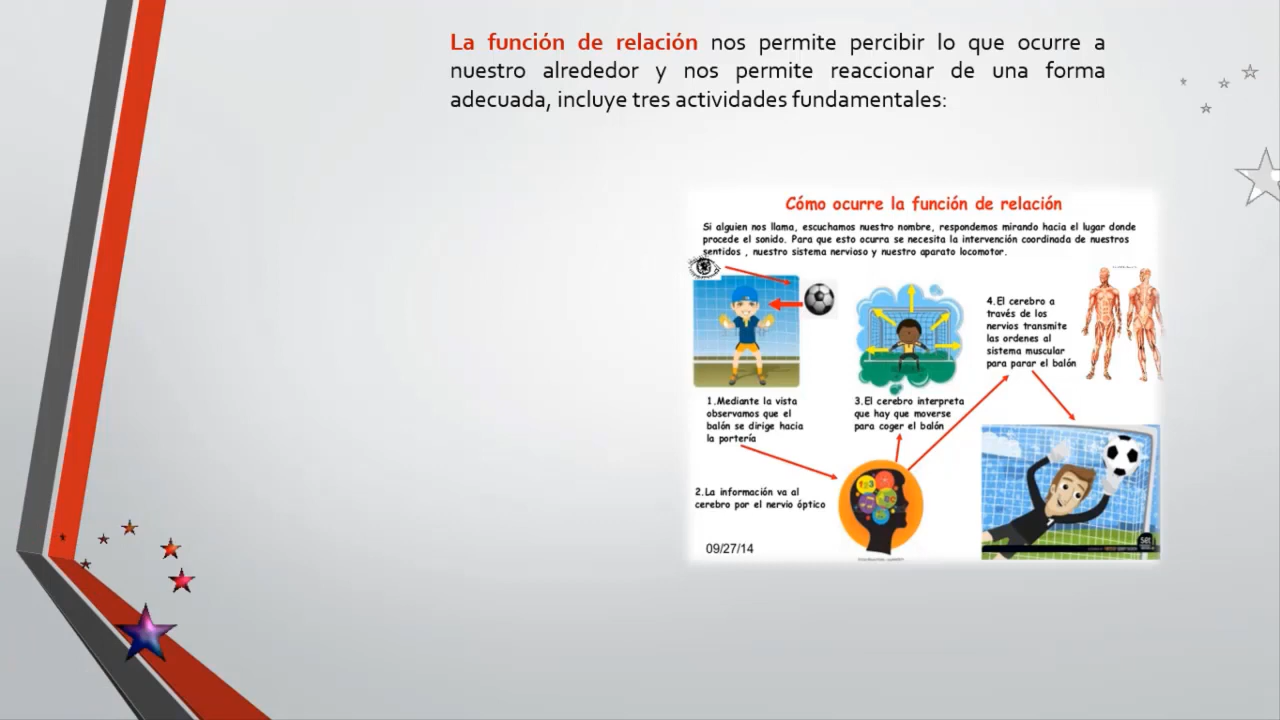 La función de relación nos permite percibir lo que ocurre a
nuestro alrededor y nos permite reaccionar de una forma
adecuada, incluye tres actividades fundamentales:
Cómo ocurre la función de relación
Si alguien nos llama, escuchamos nuestro nombre, respondemos mirando hacia el lugar donde
procede el sonido. Para que esto ocurra se necesita la intervención coordinada de nuestros
sentidos , nuestro sistema nervioso y nuestro aparato locomotor.
1.Mediante la vista
observamos que el
balón se dirige hacia
la portería
2.La información va al
cerebro por el nervio óptico
3.El cerebro interpreta
que hay que moverse
para coger el balón
4.El cerebro a
través de los
nervios transmite
las ordenes al
sistema muscular
para parar el balón
09/27/14